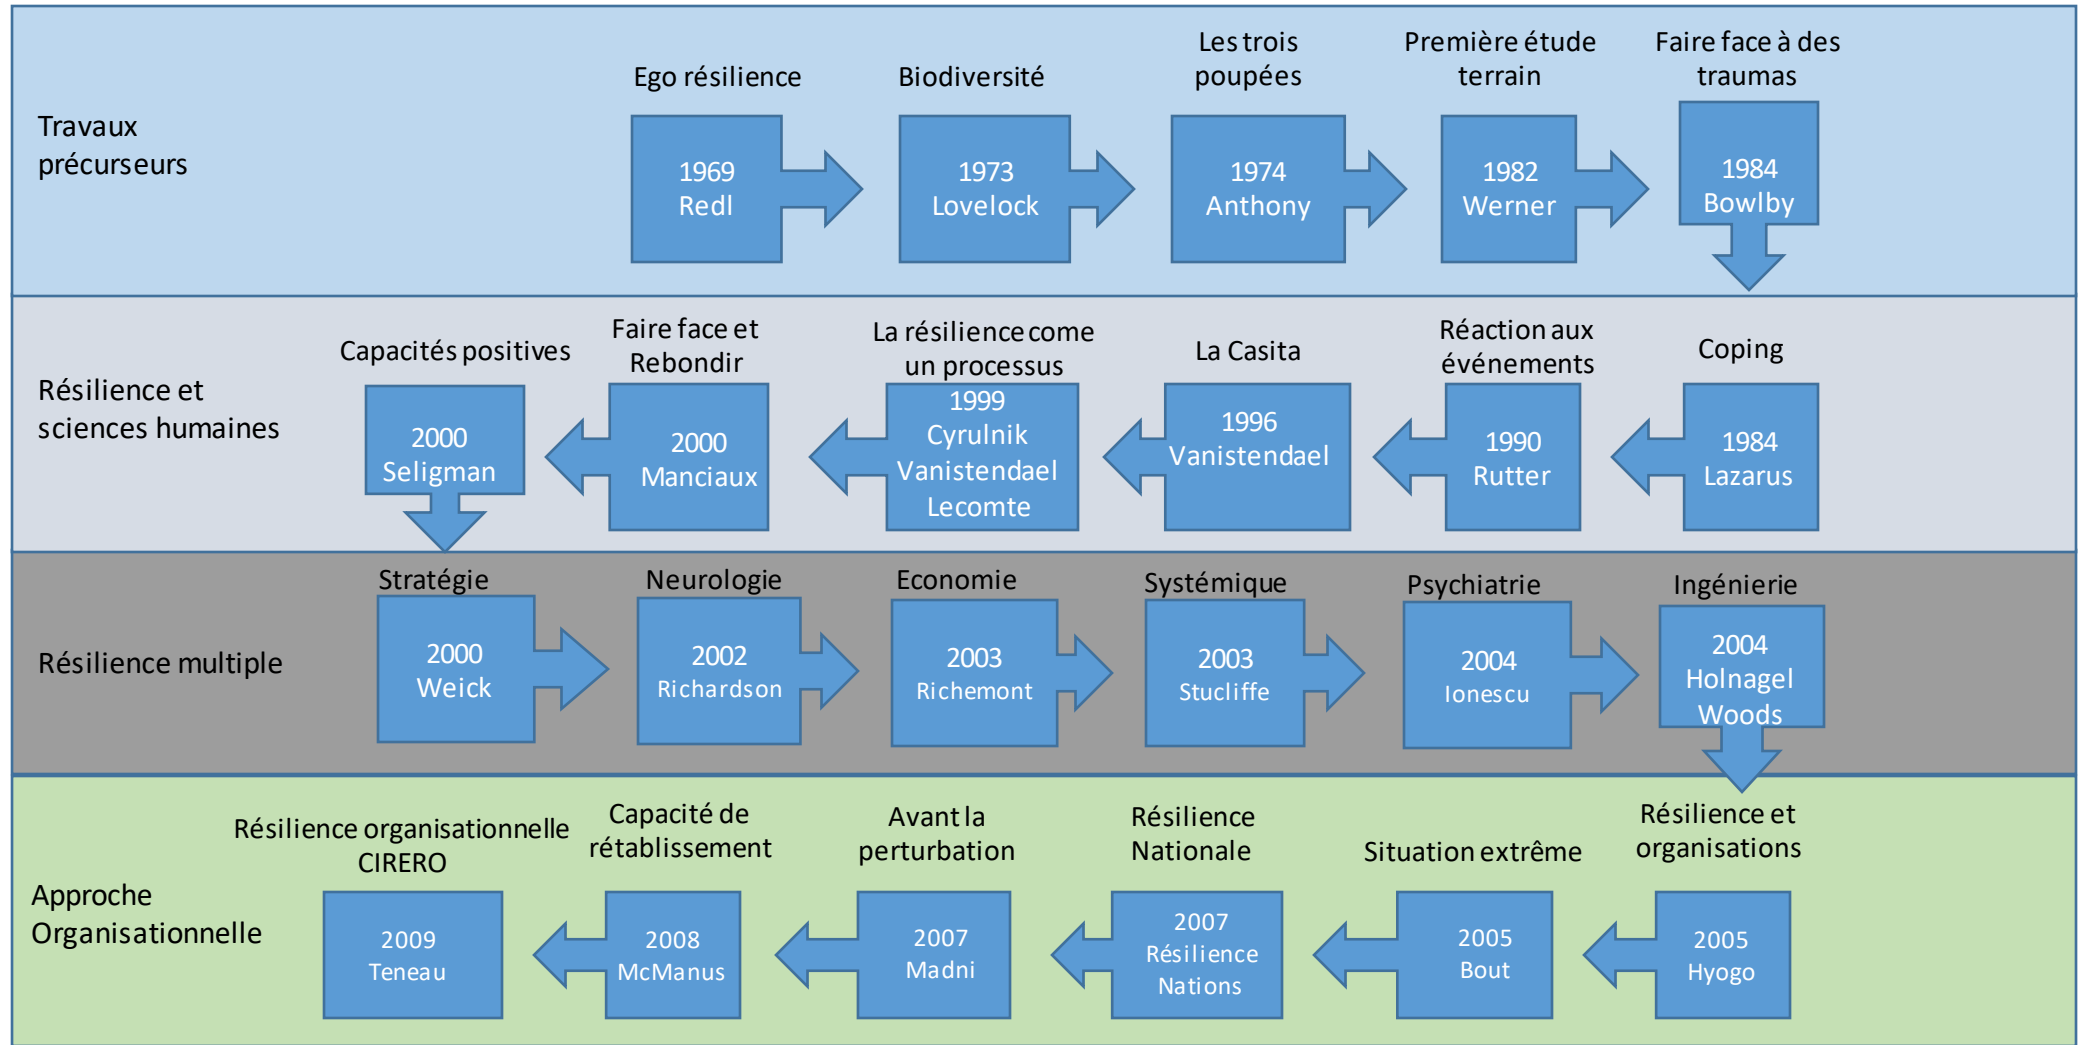 Travaux
précurseurs
Ego résilience
1969
Redl
Biodiversité
1973
Lovelock
Les trois
poupées
1974
Anthony
Première étude
terrain
1982
Werner
Faire face à des
traumas
1984
Bowlby
Résilience et
sciences humaines
Capacités positives
2000
Seligman
Faire face et
Rebondir
2000
Manciaux
La résilience come
un processus
1999
Cyrulnik
Vanistendael
Lecomte
La Casita
1996
Vanistendael
Réaction aux
événements
1990
Rutter
Coping
1984
Lazarus
Résilience multiple
Stratégie
2000
Weick
Neurologie
2002
Richardson
Economie
2003
Richemont
Systémique
2003
Stucliffe
Psychiatrie
2004
Ionescu
Ingénierie
2004
Holnagel
Woods
Approche
Organisationnelle
Résilience organisationnelle
CIRERO
2009
Teneau
Capacité de
rétablissement
2008
McManus
Avant la
perturbation
2007
Madni
Résilience
Nationale
2007
Résilience
Nations
Situation extrême
2005
Bout
Résilience et
organisations
2005
Hyogo